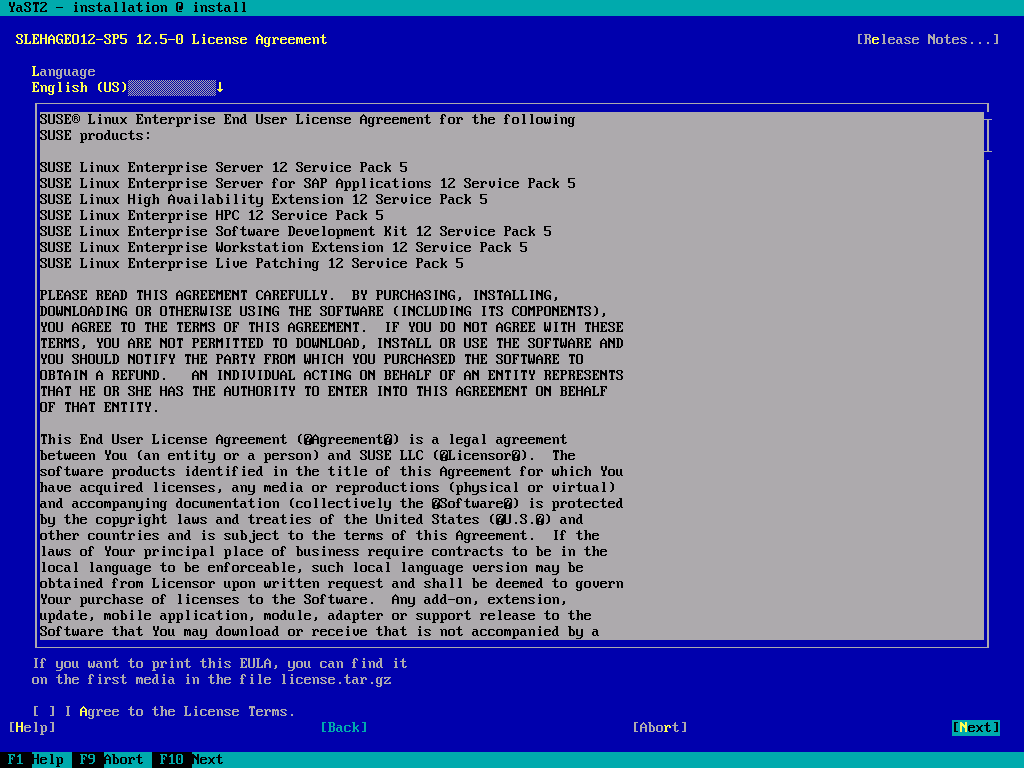 YaST2 - installation @ install
SLEHAGEO12-SP5 12.5-0 License Agreement [Release Notes...]
Language
English (US)↓
SUSE® Linux Enterprise End User License Agreement for the following
SUSE products:
SUSE Linux Enterprise Server 12 Service Pack 5
SUSE Linux Enterprise Server for SAP Applications 12 Service Pack 5
SUSE Linux High Availability Extension 12 Service Pack 5
SUSE Linux Enterprise HPC 12 Service Pack 5
SUSE Linux Enterprise Software Development Kit 12 Service Pack 5
SUSE Linux Enterprise Workstation Extension 12 Service Pack 5
SUSE Linux Enterprise Live Patching 12 Service Pack 5
PLEASE READ THIS AGREEMENT CAREFULLY.  BY PURCHASING, INSTALLING,
DOWNLOADING OR OTHERWISE USING THE SOFTWARE (INCLUDING ITS COMPONENTS),
YOU AGREE TO THE TERMS OF THIS AGREEMENT.  IF YOU DO NOT AGREE WITH THESE
TERMS, YOU ARE NOT PERMITTED TO DOWNLOAD, INSTALL OR USE THE SOFTWARE AND
YOU SHOULD NOTIFY THE PARTY FROM WHICH YOU PURCHASED THE SOFTWARE TO
OBTAIN A REFUND.   AN INDIVIDUAL ACTING ON BEHALF OF AN ENTITY REPRESENTS
THAT HE OR SHE HAS THE AUTHORITY TO ENTER INTO THIS AGREEMENT ON BEHALF
OF THAT ENTITY.
This End User License Agreement (�Agreement�) is a legal agreement
between You (an entity or a person) and SUSE LLC (�Licensor�).  The
software products identified in the title of this Agreement for which You
have acquired licenses, any media or reproductions (physical or virtual)
and accompanying documentation (collectively the �Software�) is protected
by the copyright laws and treaties of the United States (�U.S.�) and
other countries and is subject to the terms of this Agreement.  If the
laws of Your principal place of business require contracts to be in the
local language to be enforceable, such local language version may be
obtained from Licensor upon written request and shall be deemed to govern
Your purchase of licenses to the Software.  Any add-on, extension,
update, mobile application, module, adapter or support release to the
Software that You may download or receive that is not accompanied by a
If you want to print this EULA, you can find it
on the first media in the file license.tar.gz
[ ] I Agree to the License Terms.
[Help] [Back] [Abort] [Next]
F1 Help F9 Abort F10 Next